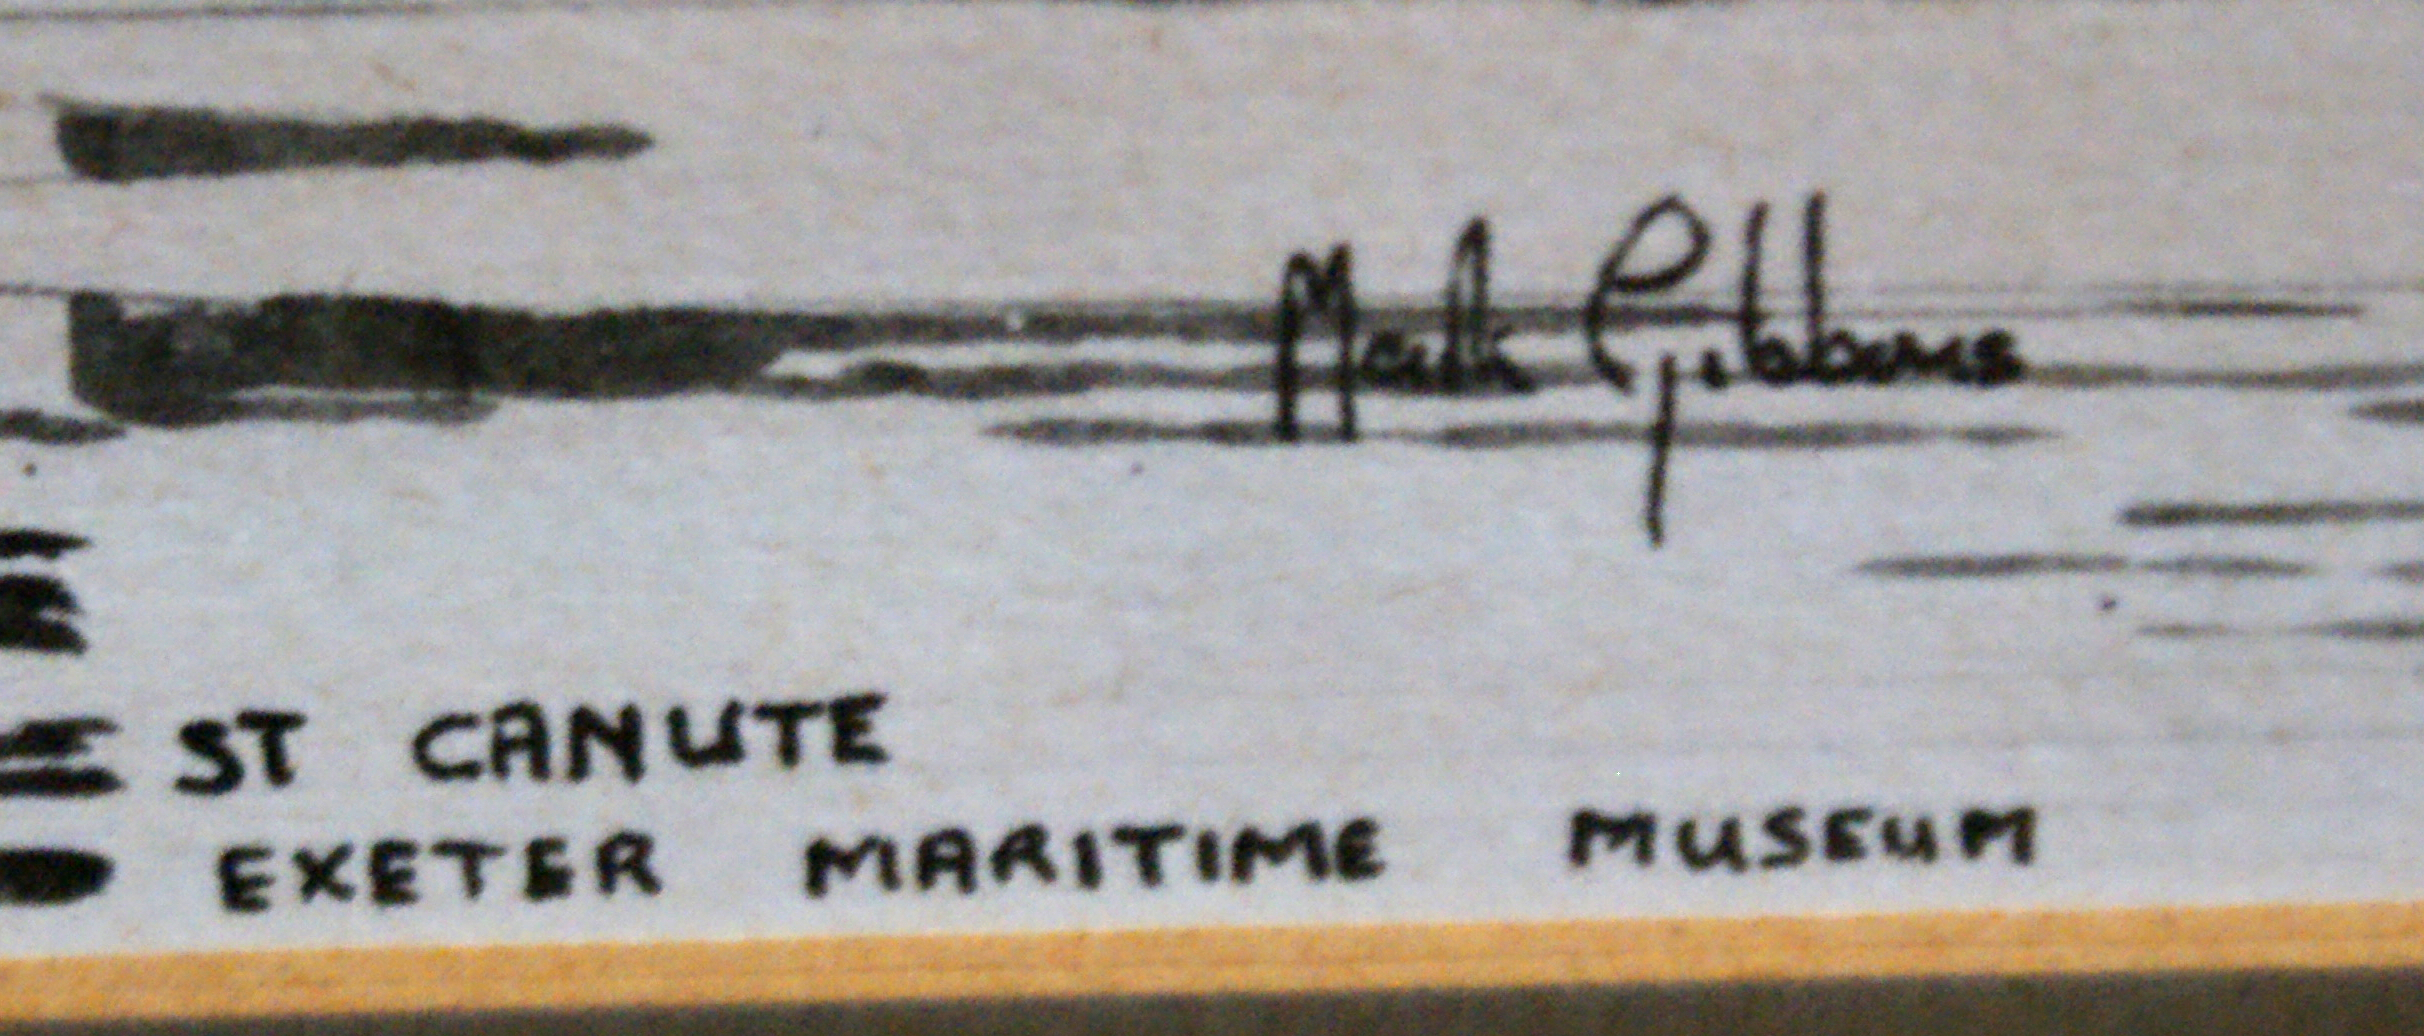 Mark Gibbons
ST CANUTE
EXETER MARITIME MUSEUM